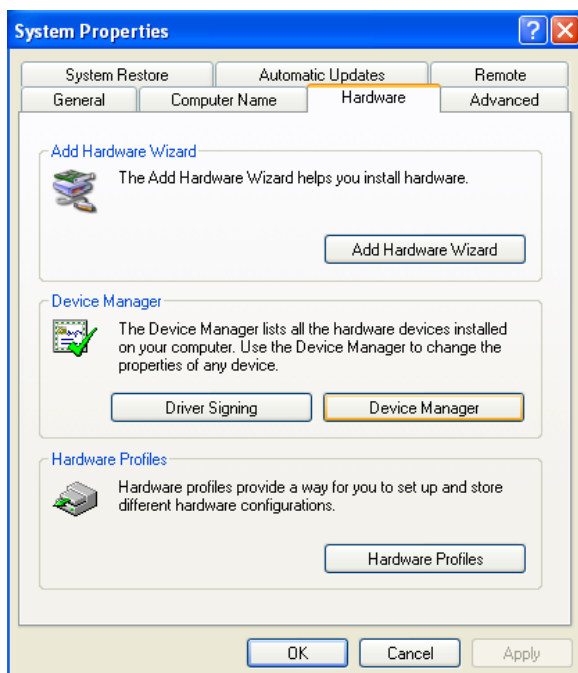 System Properties
System Restore Automatic Updates Remote
General Computer Name Hardware Advanced
Add Hardware Wizard
The Add Hardware Wizard helps you install hardware.
Add Hardware Wizard
Device Manager
The Device Manager lists all the hardware devices installed
on your computer. Use the Device Manager to change the
properties of any device.
Driver Signing Device Manager
Hardware Profiles
Hardware profiles provide a way for you to set up and store
different hardware configurations.
Hardware Profiles
OK Cancel Apply